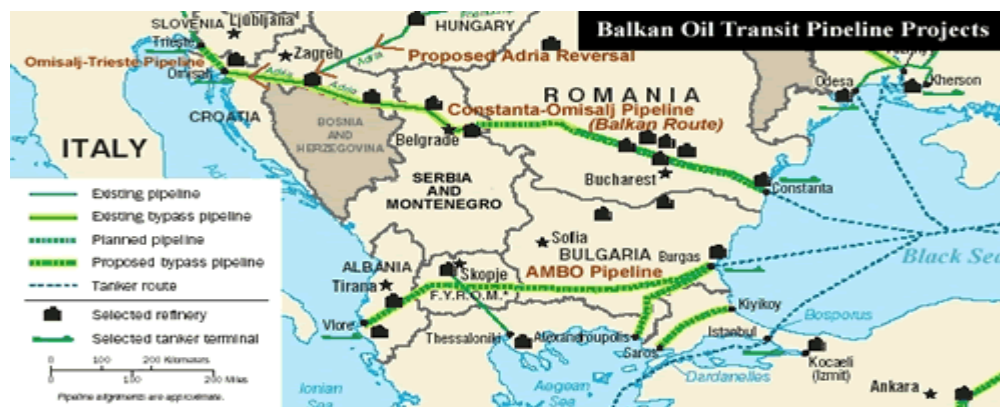 Balkan Oil Transit Pipeline Projects
SLOVENIA
Ljubljana
HUNGARY
Trieste
Zagreb
Adria
Proposed Adria Reversal
Omisalj-Trieste Pipeline
Omisalj
Adria
Adria
Odesa
Kherson
ROMANIA
Constanta-Omisalj Pipeline
(Balkan Route)
CROATIA
BOSNIA
AND
HERZEGOVINA
Belgrade
ITALY
SERBIA
AND
MONTENEGRO
Bucharest
Constanta
Existing pipeline
Existing bypass pipeline
Planned pipeline
Proposed bypass pipeline
Tanker route
Selected refinery
Selected tanker terminal
0 100 200 Kilometers
0 100 200 Miles
Pipeline alignments are approximate.
Sofia
BULGARIA
Burgas
Black Sea
ALBANIA
Skopje
AMBO Pipeline
Tirana
F.Y.R.O.M.*
Vlore
Kiyikoy
Bosporus
Thessaloniki
Alexandroupolis
Istanbul
Saros
Kocaeli
(Izmit)
Dardanelles
Ionian
Sea
Aegean
Sea
Ankara